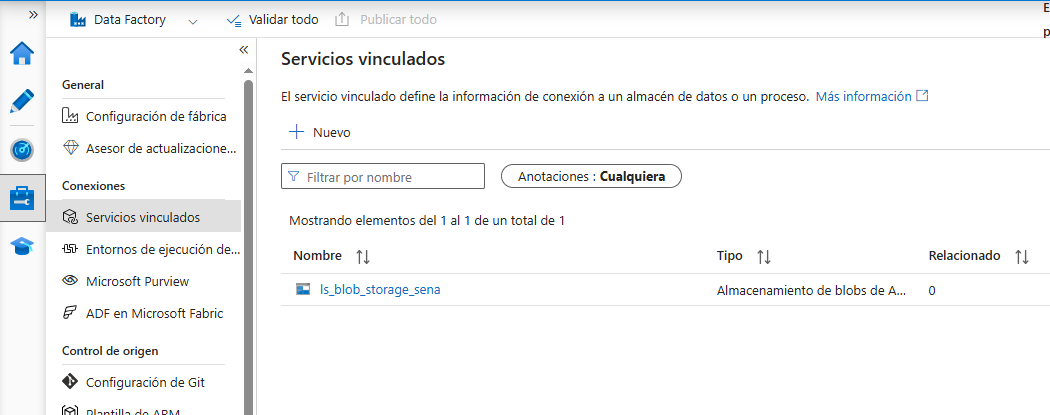 »
Data Factory
Validar todo
Publicar todo
«
General
Configuración de fábrica
Asesor de actualizacione...
Conexiones
Servicios vinculados
Entornos de ejecución de...
Microsoft Purview
ADF en Microsoft Fabric
Control de origen
Configuración de Git
Plantilla de ARM
Servicios vinculados
El servicio vinculado define la información de conexión a un almacén de datos o un proceso. Más información
Nuevo
Filtrar por nombre
Anotaciones : Cualquiera
Mostrando elementos del 1 al 1 de un total de 1
Nombre Tipo Relacionado
ls_blob_storage_sena Almacenamiento de blobs de A... 0
E
p